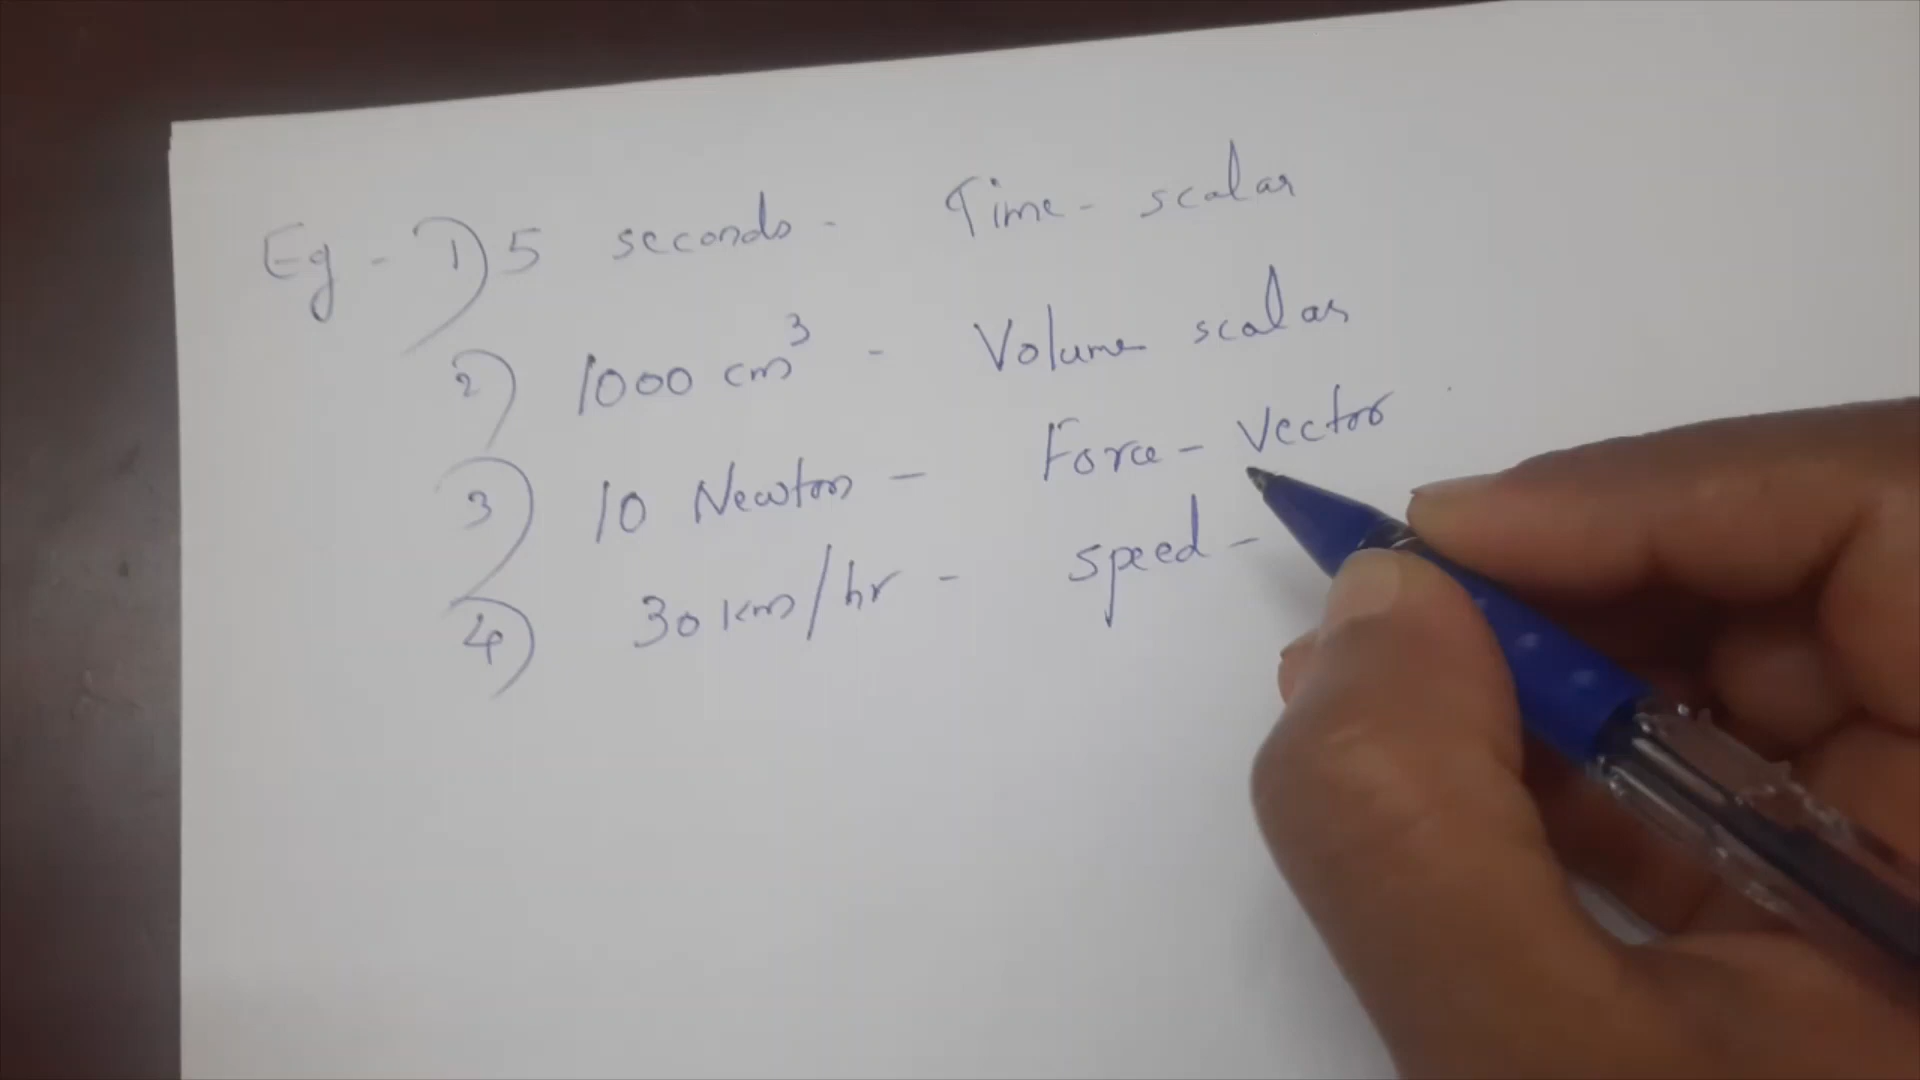 Eg - 1) 5 seconds - Time - scalar
2) 1000 cm³ - Volume scalar
3) 10 Newton - Force - Vector
4) 30 km/hr - speed -